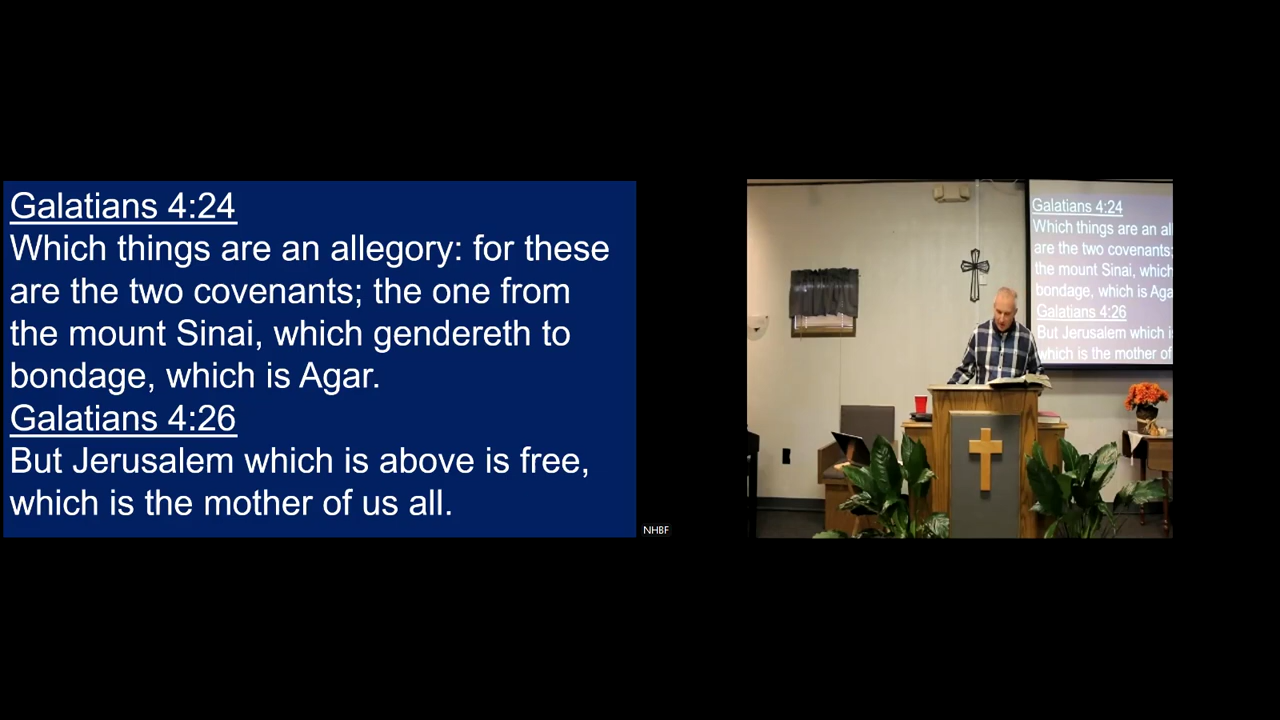 Galatians 4:24
Which things are an allegory: for these
are the two covenants; the one from
the mount Sinai, which gendereth to
bondage, which is Agar.
Galatians 4:26
But Jerusalem which is above is free,
which is the mother of us all.
NHBF
Galatians 4:24
Which things are an al
are the two covenants;
the mount Sinai, which
bondage, which is Aga
Galatians 4:26
But Jerusalem which i
which is the mother of